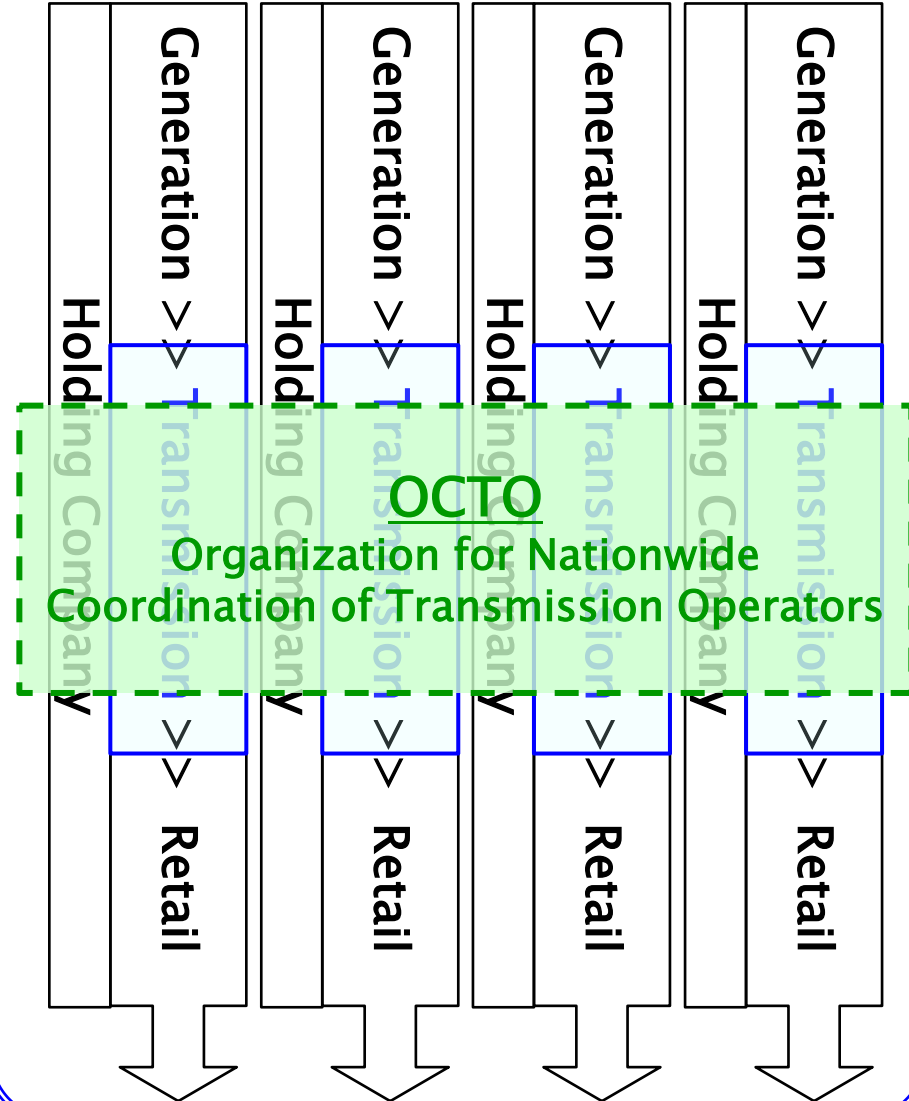 Generation >> Transmission >> Retail
Holding Company
Generation >> Transmission >> Retail
Holding Company
Generation >> Transmission >> Retail
Holding Company
Generation >> Transmission >> Retail
Holding Company
OCTO
Organization for Nationwide
Coordination of Transmission Operators